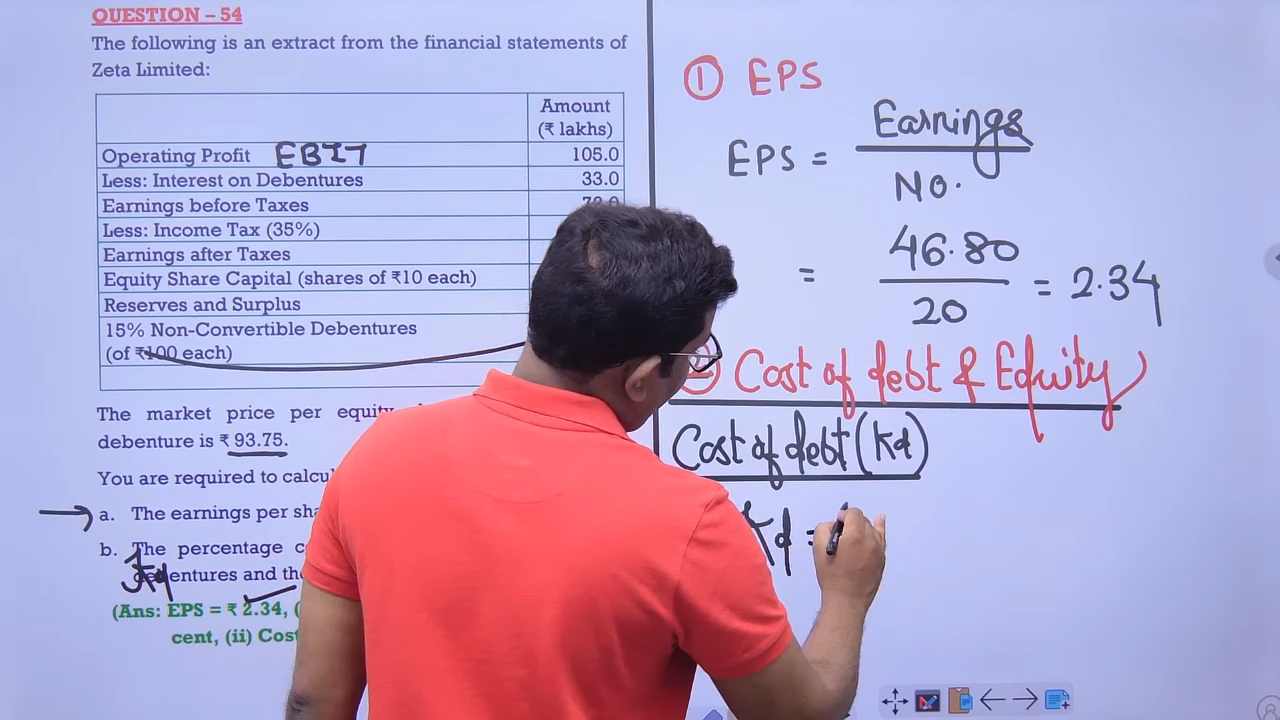 QUESTION – 54
The following is an extract from the financial statements of
Zeta Limited:
Amount
(₹ lakhs)
Operating Profit EBIT 105.0
Less: Interest on Debentures 33.0
Earnings before Taxes
Less: Income Tax (35%)
Earnings after Taxes
Equity Share Capital (shares of ₹10 each)
Reserves and Surplus
15% Non-Convertible Debentures
(of ₹100 each)
The market price per equity
debenture is ₹ 93.75.
You are required to
a. The earnings per
b. The percentage
debentures and
Kd
(Ans: EPS = ₹ 2.34,
cent, (ii)
① EPS
EPS = Earnings
No.
= 46.80
20
= 2.34
② Cost of debt & Equity
Cost of debt (Kd)
Kd =